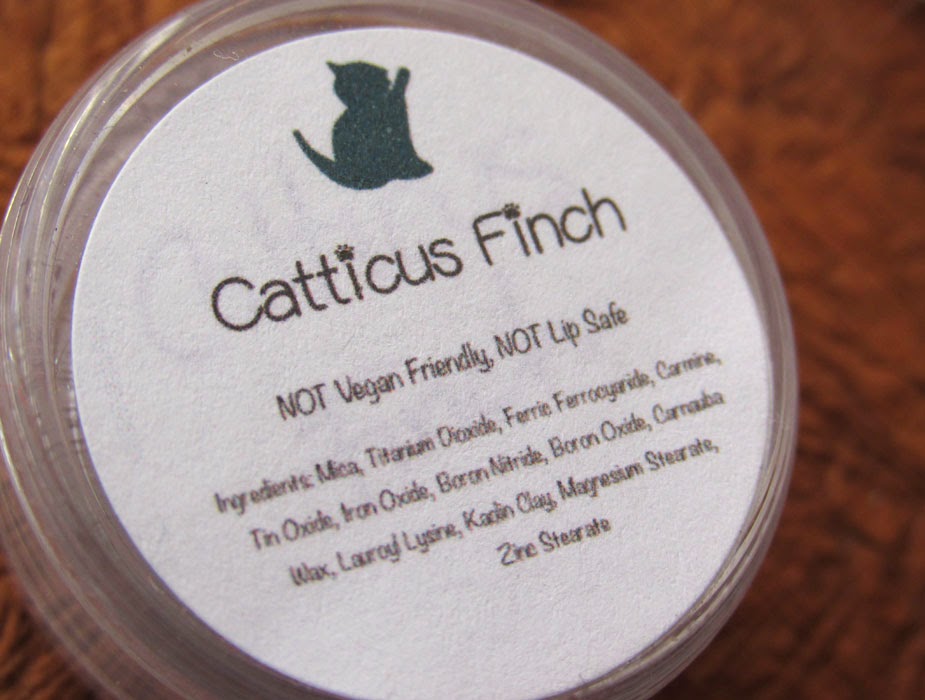 Catticus Finch
NOT Vegan Friendly, NOT Lip Safe
Ingredients: Mica, Titanium Dioxide, Ferric Ferrocyanide, Carmine,
Tin Oxide, Iron Oxide, Boron Nitride, Boron Oxide, Carnauba
Wax, Lauroyl Lysine, Kaolin Clay, Magnesium Stearate,
Zinc Stearate